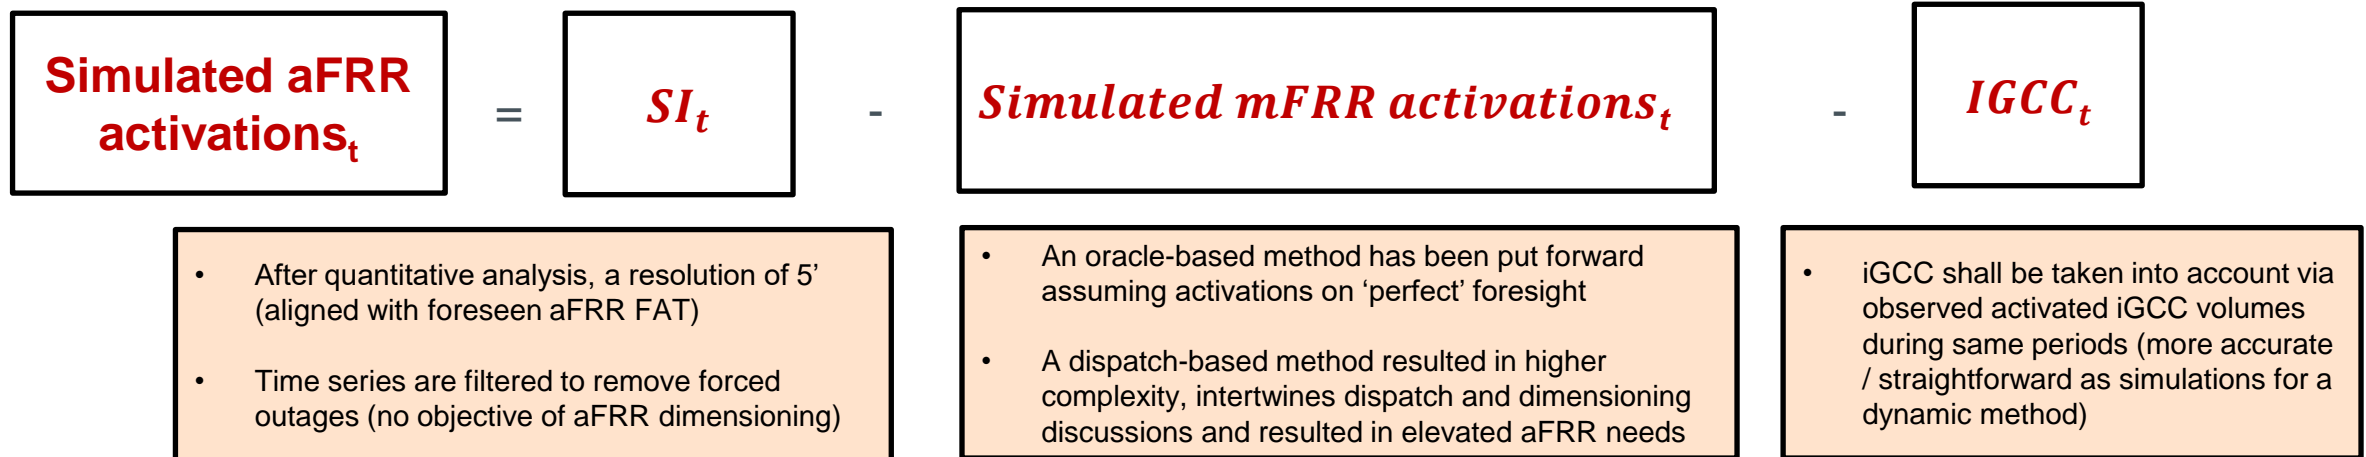 Simulated aFRR
activationsₜ
=
SIₜ
-
Simulated mFRR activationsₜ
-
IGCCₜ
• After quantitative analysis, a resolution of 5’
(aligned with foreseen aFRR FAT)
• Time series are filtered to remove forced
outages (no objective of aFRR dimensioning)
• An oracle-based method has been put forward
assuming activations on ‘perfect’ foresight
• A dispatch-based method resulted in higher
complexity, intertwines dispatch and dimensioning
discussions and resulted in elevated aFRR needs
• iGCC shall be taken into account via
observed activated iGCC volumes
during same periods (more accurate
/ straightforward as simulations for a
dynamic method)